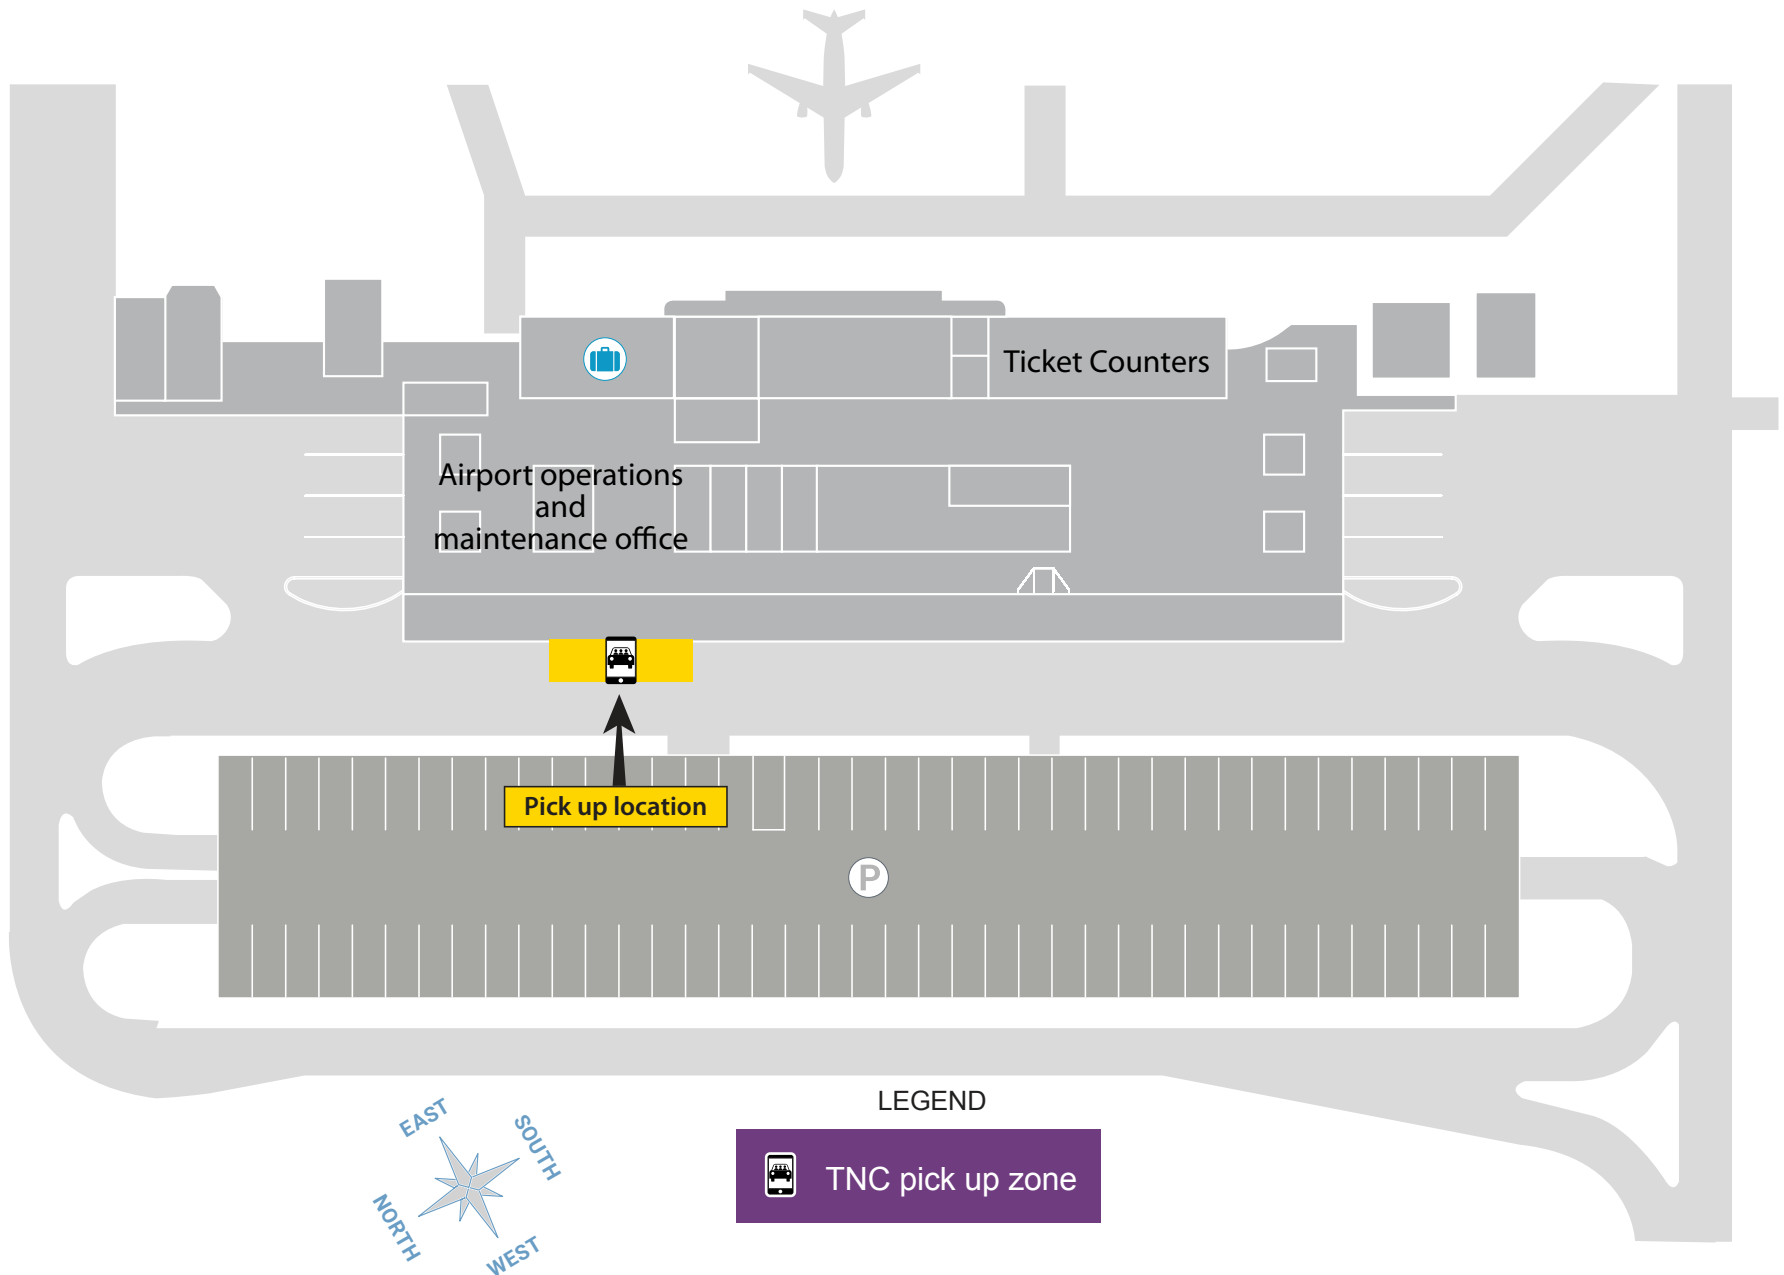 Ticket Counters
Airport operations
and
maintenance office
Pick up location
P
LEGEND
TNC pick up zone
EAST
SOUTH
NORTH
WEST